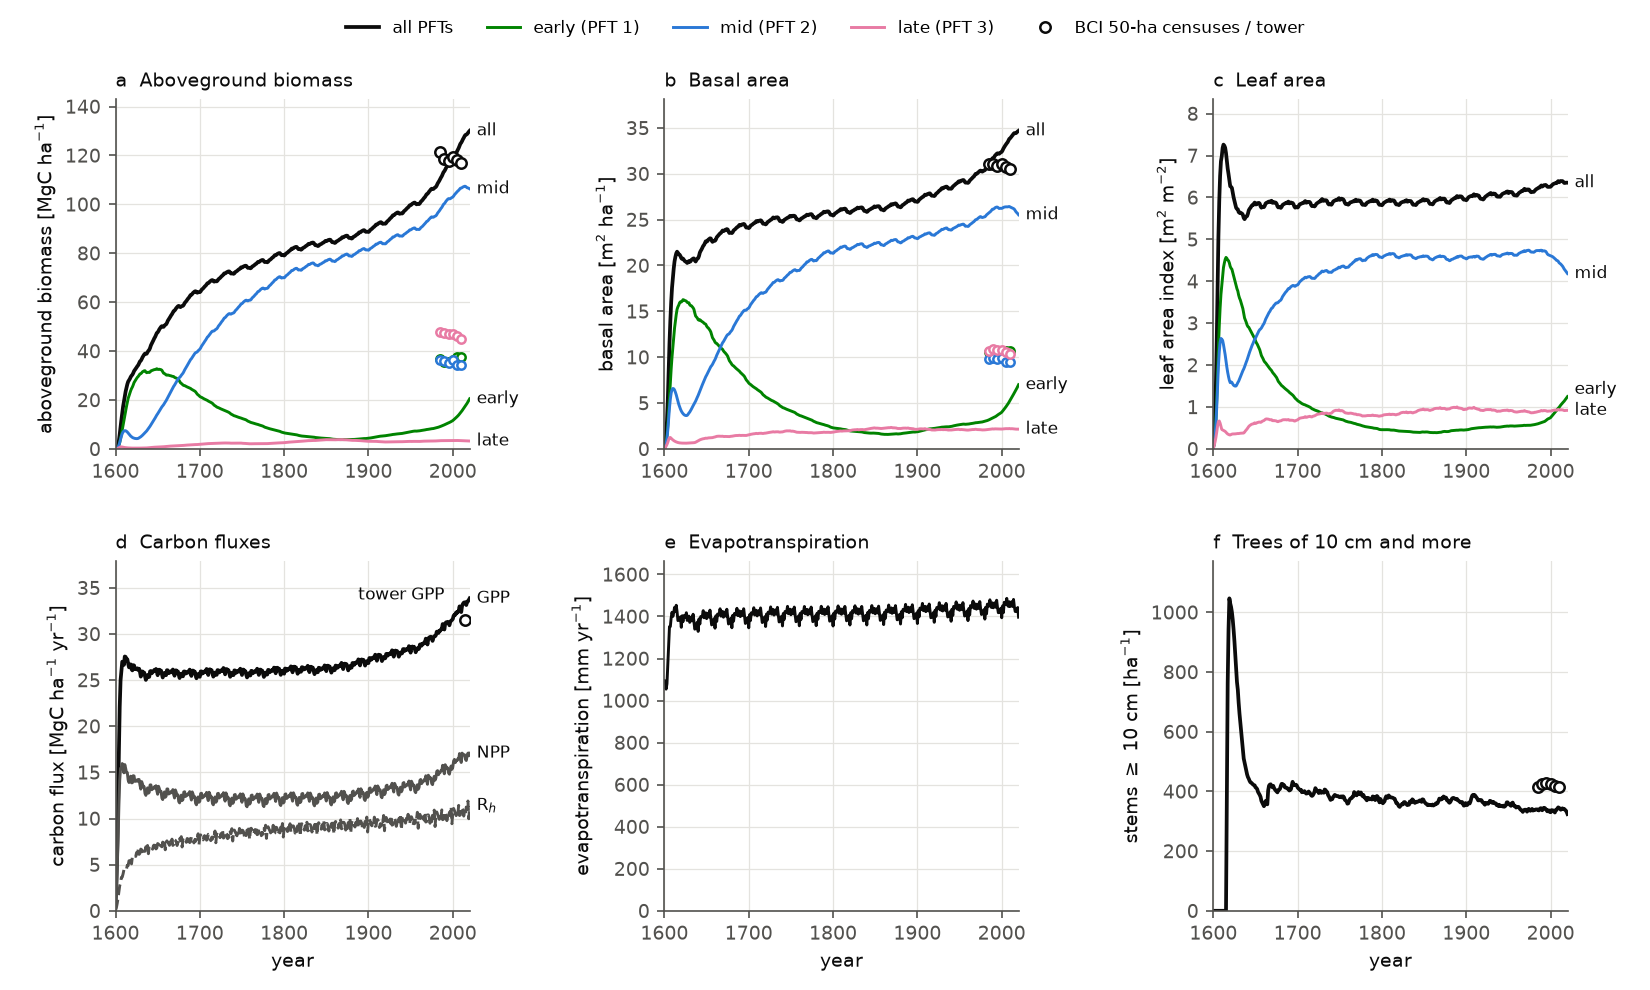 all PFTs early (PFT 1) mid (PFT 2) late (PFT 3) BCI 50-ha censuses / tower
a Aboveground biomass
aboveground biomass [MgC ha⁻¹]
140
120
100
80
60
40
20
0
1600 1700 1800 1900 2000
all
mid
early
late
b Basal area
basal area [m² ha⁻¹]
35
30
25
20
15
10
5
0
1600 1700 1800 1900 2000
all
mid
early
late
c Leaf area
leaf area index [m² m⁻²]
8
7
6
5
4
3
2
1
0
1600 1700 1800 1900 2000
all
mid
early
late
d Carbon fluxes
carbon flux [MgC ha⁻¹ yr⁻¹]
35
30
25
20
15
10
5
0
1600 1700 1800 1900 2000
year
tower GPP
GPP
NPP
Rₕ
e Evapotranspiration
evapotranspiration [mm yr⁻¹]
1600
1400
1200
1000
800
600
400
200
0
1600 1700 1800 1900 2000
year
f Trees of 10 cm and more
stems ≥ 10 cm [ha⁻¹]
1000
800
600
400
200
0
1600 1700 1800 1900 2000
year